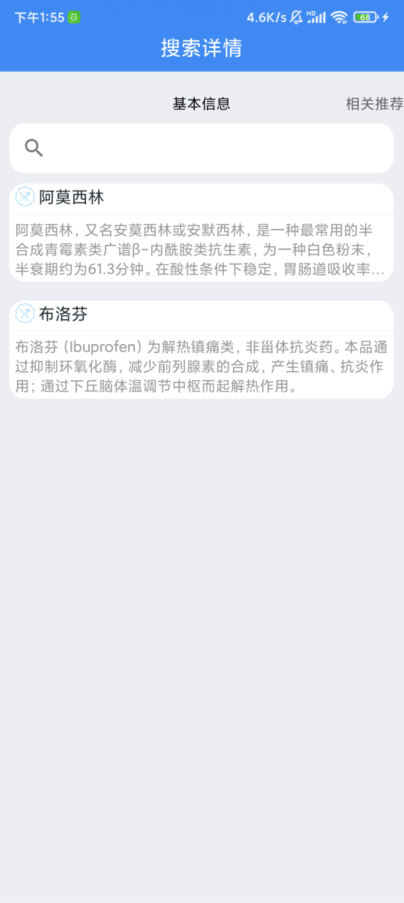 下午1:55 4.6K/s HD 68
搜索详情
基本信息 相关推荐
阿莫西林
阿莫西林，又名安莫西林或安默西林，是一种最常用的半
合成青霉素类广谱β-内酰胺类抗生素，为一种白色粉末，
半衰期约为61.3分钟。在酸性条件下稳定，胃肠道吸收率...
布洛芬
布洛芬（Ibuprofen）为解热镇痛类，非甾体抗炎药。本品通
过抑制环氧化酶，减少前列腺素的合成，产生镇痛、抗炎作
用；通过下丘脑体温调节中枢而起解热作用。